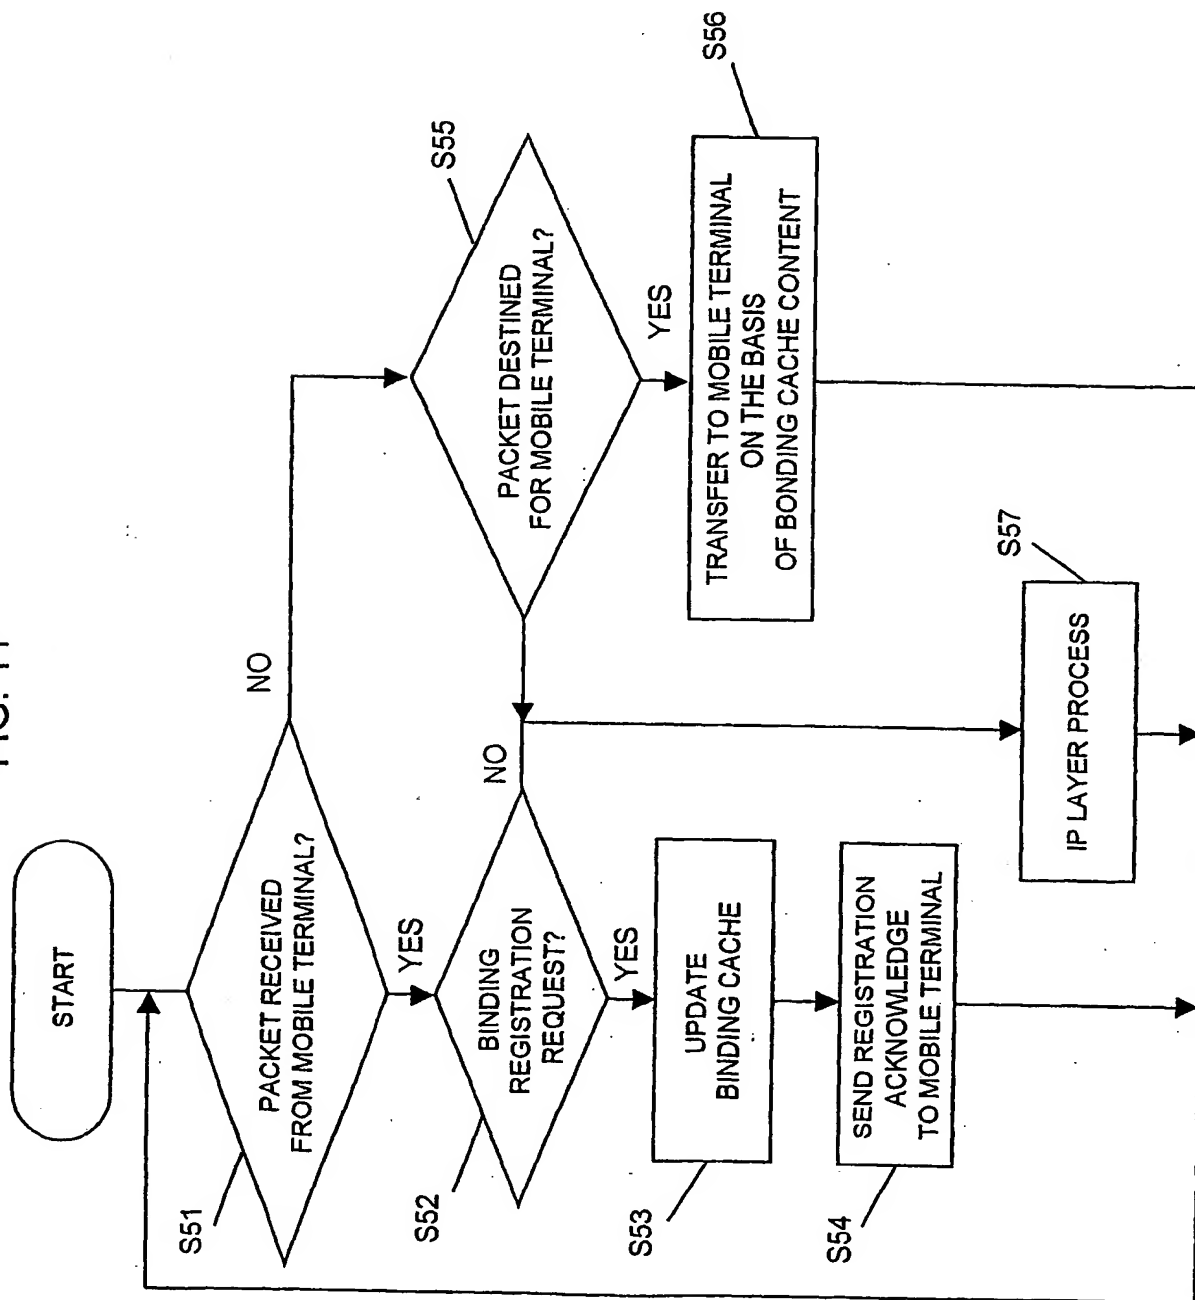 START
S51
PACKET RECEIVED
FROM MOBILE TERMINAL?
NO
YES
S52
BINDING
REGISTRATION
REQUEST?
NO
YES
S53
UPDATE
BINDING CACHE
S54
SEND REGISTRATION
ACKNOWLEDGE
TO MOBILE TERMINAL
S55
PACKET DESTINED
FOR MOBILE TERMINAL?
YES
S56
TRANSFER TO MOBILE TERMINAL
ON THE BASIS
OF BONDING CACHE CONTENT
S57
IP LAYER PROCESS